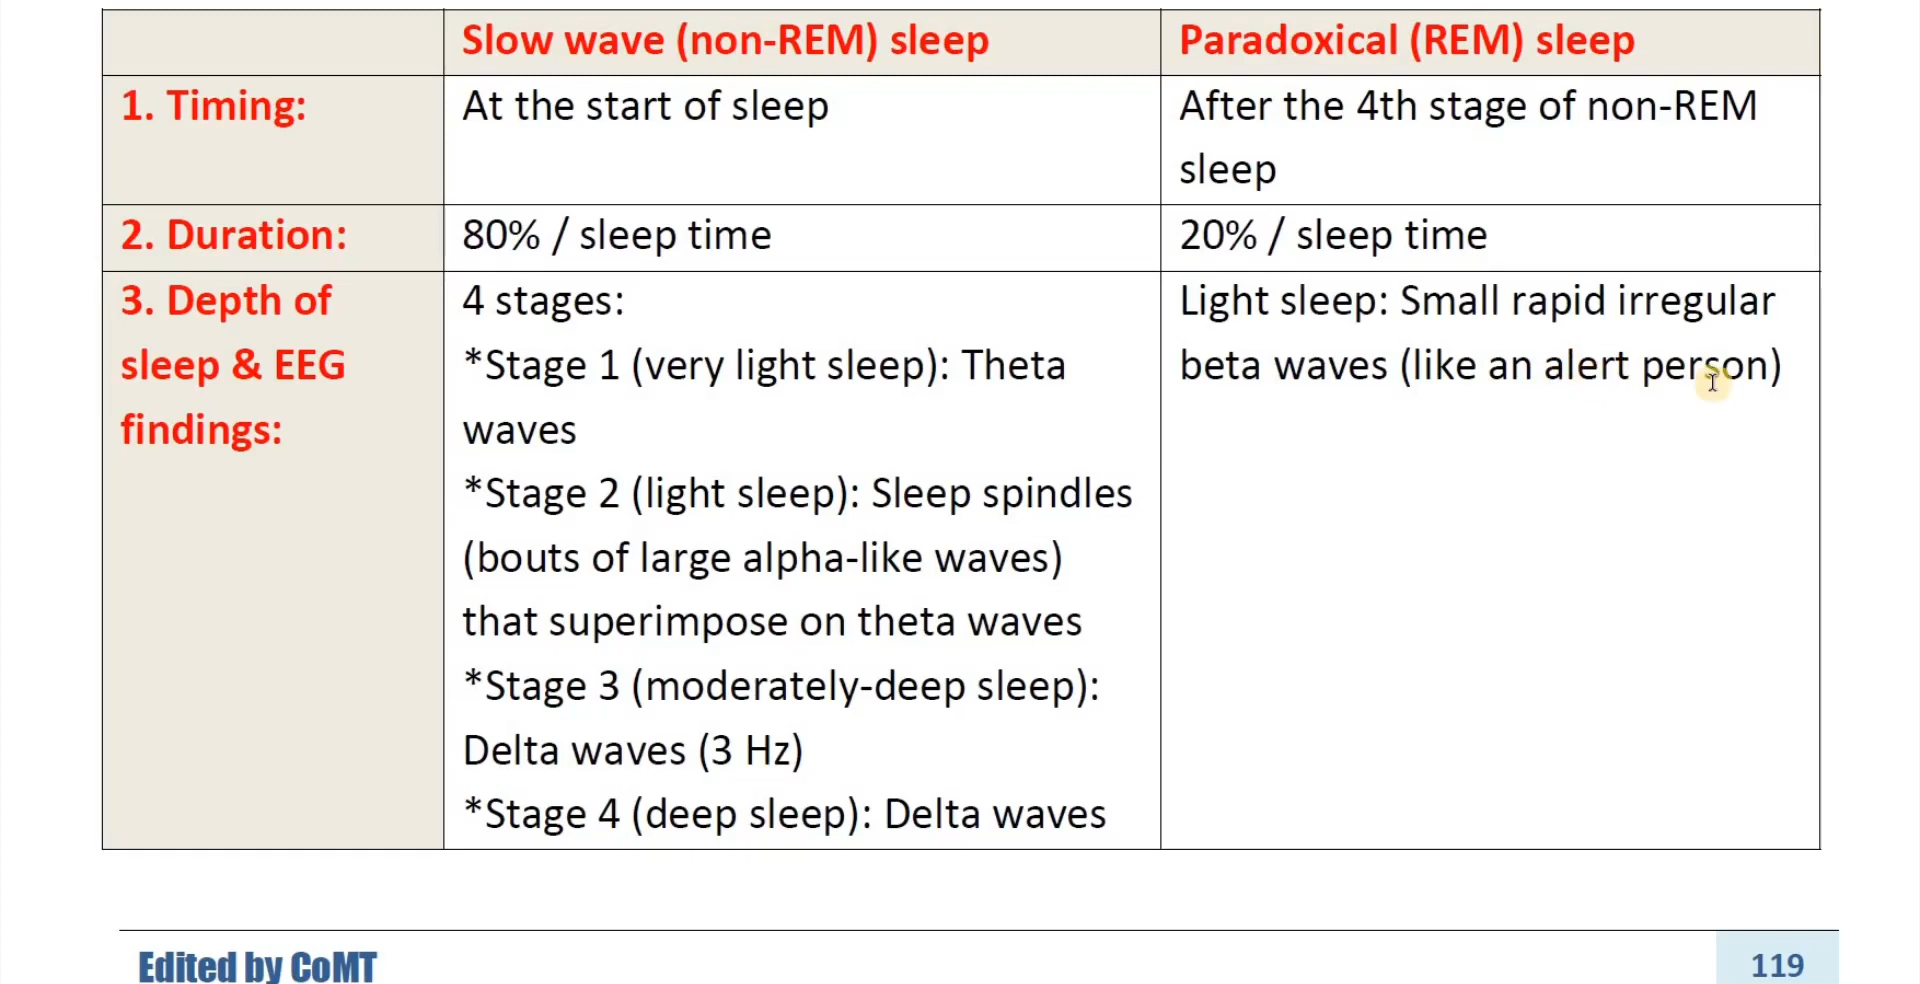 Slow wave (non-REM) sleep
Paradoxical (REM) sleep
1. Timing:
At the start of sleep
After the 4th stage of non-REM
sleep
2. Duration:
80% / sleep time
20% / sleep time
3. Depth of
sleep & EEG
findings:
4 stages:
*Stage 1 (very light sleep): Theta
waves
*Stage 2 (light sleep): Sleep spindles
(bouts of large alpha-like waves)
that superimpose on theta waves
*Stage 3 (moderately-deep sleep):
Delta waves (3 Hz)
*Stage 4 (deep sleep): Delta waves
Light sleep: Small rapid irregular
beta waves (like an alert person)
Edited by CoMT
119